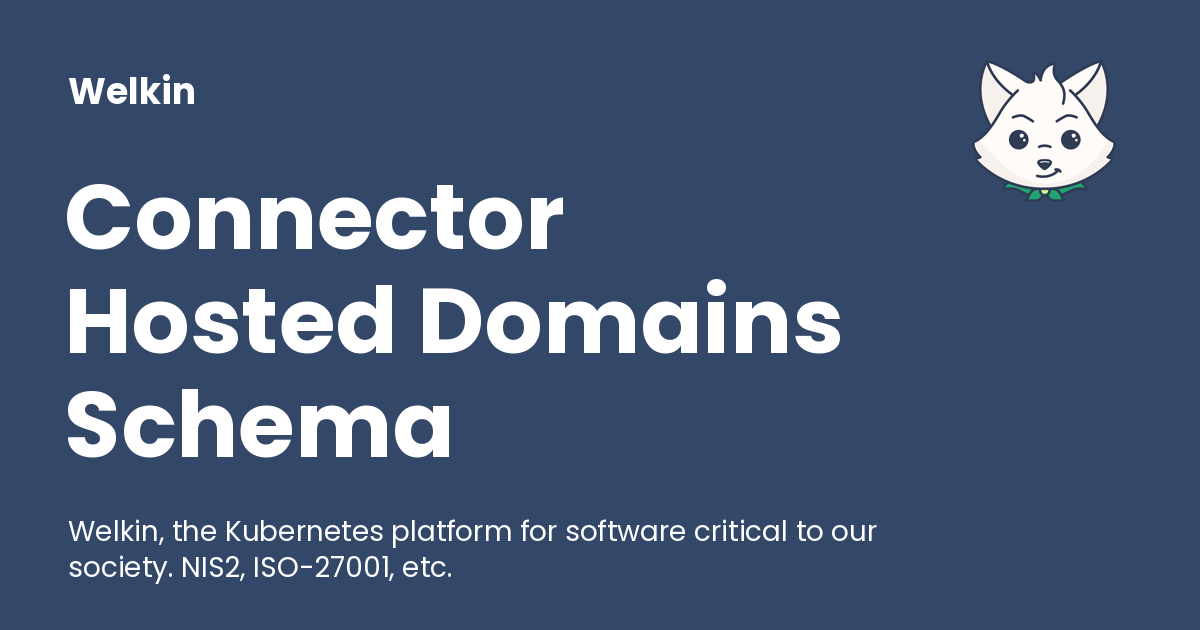 Welkin
Connector
Hosted Domains
Schema
Welkin, the Kubernetes platform for software critical to our
society. NIS2, ISO-27001, etc.